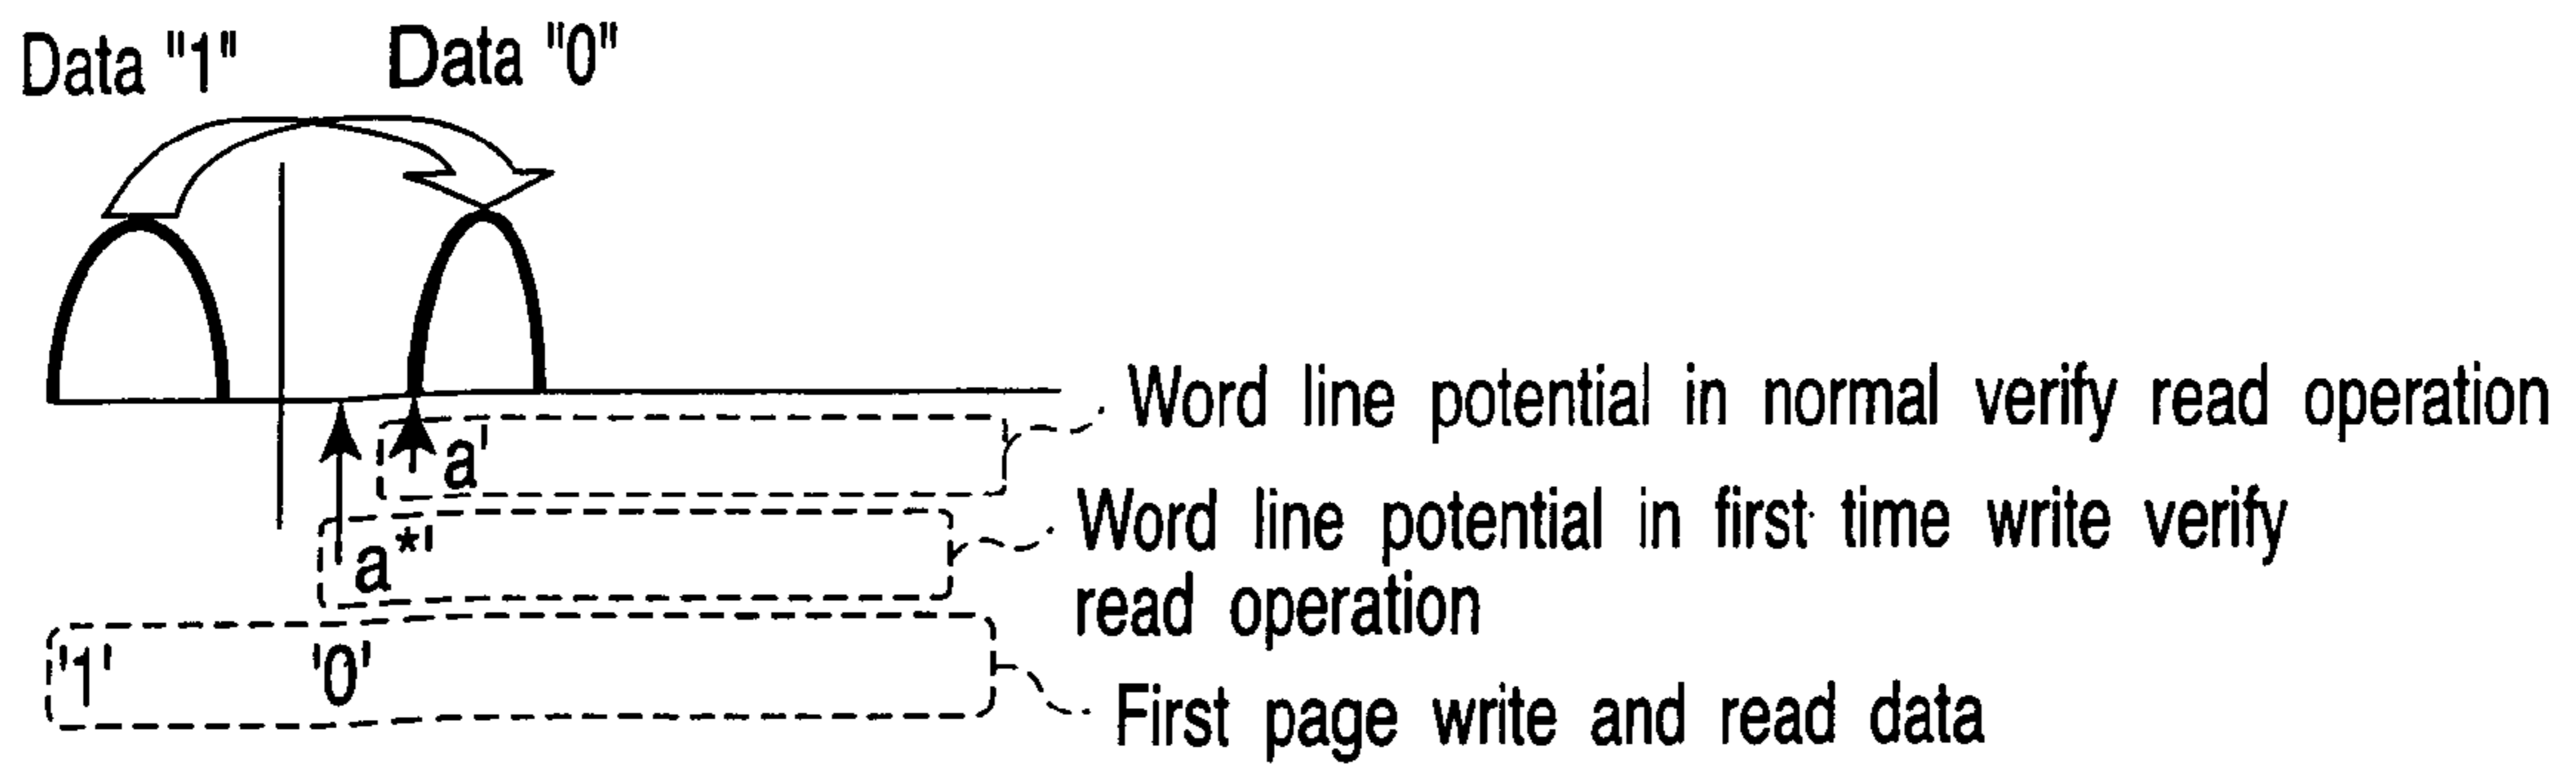 Data "1" Data "0"
Word line potential in normal verify read operation
a'
Word line potential in first time write verify
a*'
read operation
'1' '0'
First page write and read data